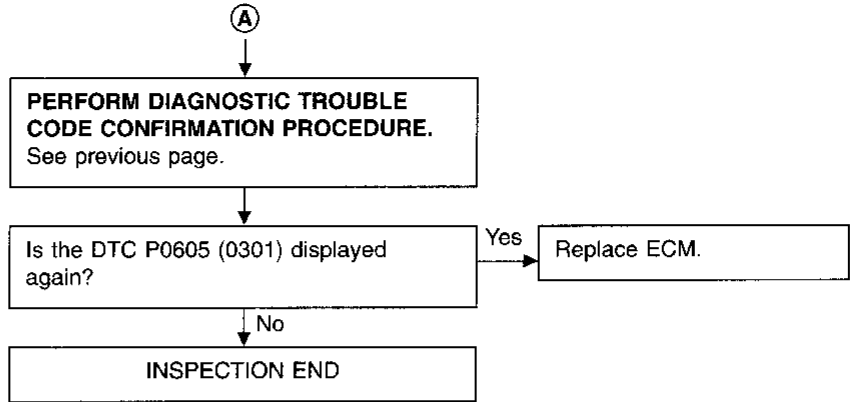 A
PERFORM DIAGNOSTIC TROUBLE
CODE CONFIRMATION PROCEDURE.
See previous page.
Is the DTC P0605 (0301) displayed
again?
Yes
Replace ECM.
No
INSPECTION END